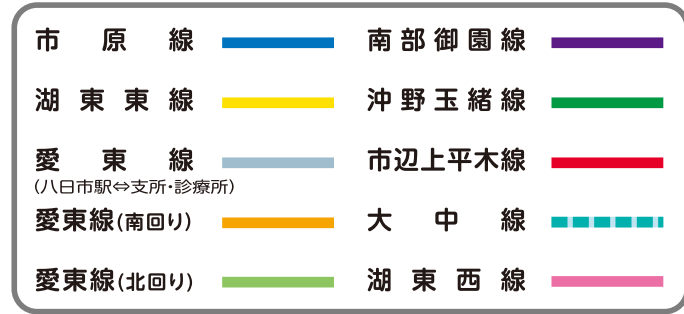 市原線
湖東東線
愛東線
(八日市駅⇔支所・診療所)
愛東線(南回り)
愛東線(北回り)
南部御園線
沖野玉緒線
市辺上平木線
大中線
湖東西線